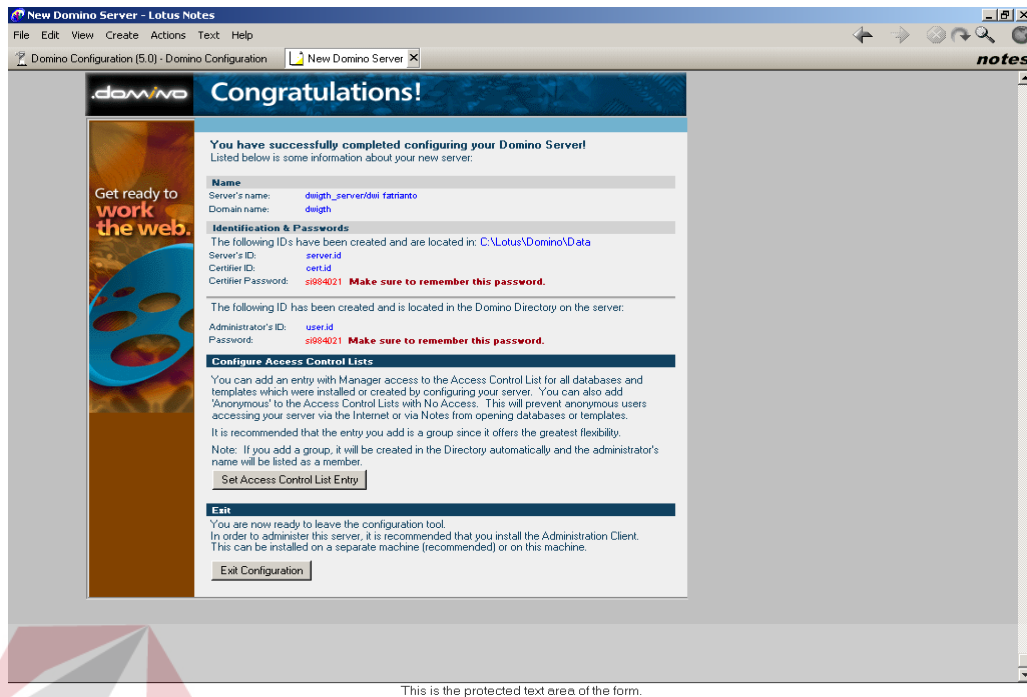 New Domino Server - Lotus Notes
File Edit View Create Actions Text Help
Domino Configuration (5.0) - Domino Configuration New Domino Server
notes
.domino Congratulations!
Get ready to
work
the web.
You have successfully completed configuring your Domino Server!
Listed below is some information about your new server:
Name
Server's name: dwigth_server/dwi fatrianto
Domain name: dwigth
Identification & Passwords
The following IDs have been created and are located in: C:\Lotus\Domino\Data
Server's ID: server.id
Certifier ID: cert.id
Certifier Password: si984021 Make sure to remember this password.
The following ID has been created and is located in the Domino Directory on the server:
Administrator's ID: user.id
Password: si984021 Make sure to remember this password.
Configure Access Control Lists
You can add an entry with Manager access to the Access Control List for all databases and
templates which were installed or created by configuring your server. You can also add
'Anonymous' to the Access Control Lists with No Access. This will prevent anonymous users
accessing your server via the Internet or via Notes from opening databases or templates.
It is recommended that the entry you add is a group since it offers the greatest flexibility.
Note: If you add a group, it will be created in the Directory automatically and the administrator's
name will be listed as a member.
Set Access Control List Entry
Exit
You are now ready to leave the configuration tool.
In order to administer this server, it is recommended that you install the Administration Client.
This can be installed on a separate machine (recommended) or on this machine.
Exit Configuration
This is the protected text area of the form.